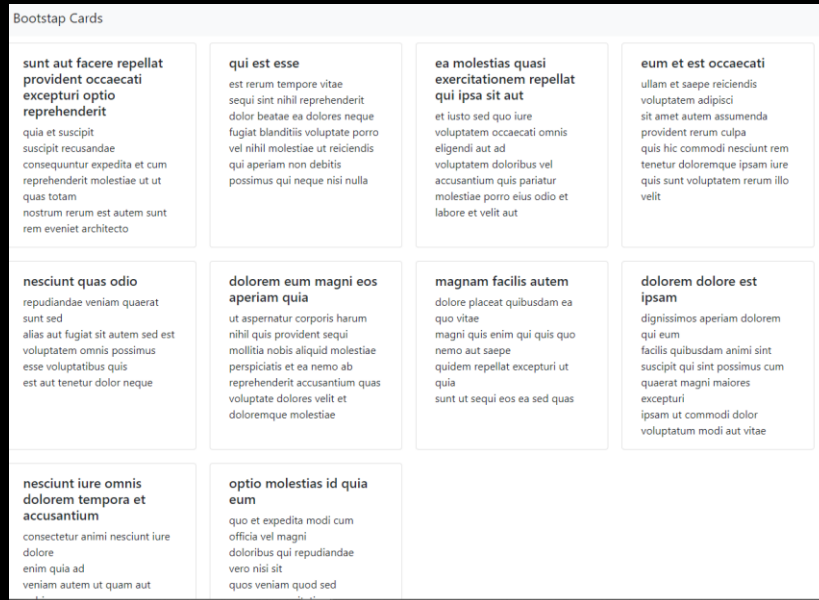 Bootstap Cards
sunt aut facere repellat
provident occaecati
excepturi optio
reprehenderit
quia et suscipit
suscipit recusandae
consequuntur expedita et cum
reprehenderit molestiae ut ut
quas totam
nostrum rerum est autem sunt
rem eveniet architecto
qui est esse
est rerum tempore vitae
sequi sint nihil reprehenderit
dolor beatae ea dolores neque
fugiat blanditiis voluptate porro
vel nihil molestiae ut reiciendis
qui aperiam non debitis
possimus qui neque nisi nulla
ea molestias quasi
exercitationem repellat
qui ipsa sit aut
et iusto sed quo iure
voluptatem occaecati omnis
eligendi aut ad
voluptatem doloribus vel
accusantium quis pariatur
molestiae porro eius odio et
labore et velit aut
eum et est occaecati
ullam et saepe reiciendis
voluptatem adipisci
sit amet autem assumenda
provident rerum culpa
quis hic commodi nesciunt rem
tenetur doloremque ipsam iure
quis sunt voluptatem rerum illo
velit
nesciunt quas odio
repudiandae veniam quaerat
sunt sed
alias aut fugiat sit autem sed est
voluptatem omnis possimus
esse voluptatibus quis
est aut tenetur dolor neque
dolorem eum magni eos
aperiam quia
ut aspernatur corporis harum
nihil quis provident sequi
mollitia nobis aliquid molestiae
perspiciatis et ea nemo ab
reprehenderit accusantium quas
voluptate dolores velit et
doloremque molestiae
magnam facilis autem
dolore placeat quibusdam ea
quo vitae
magni quis enim qui quis quo
nemo aut saepe
quidem repellat excepturi ut
quia
sunt ut sequi eos ea sed quas
dolorem dolore est
ipsam
dignissimos aperiam dolorem
qui eum
facilis quibusdam animi sint
suscipit qui sint possimus cum
quaerat magni maiores
excepturi
ipsam ut commodi dolor
voluptatum modi aut vitae
nesciunt iure omnis
dolorem tempora et
accusantium
consectetur animi nesciunt iure
dolore
enim quia ad
veniam autem ut quam aut
optio molestias id quia
eum
quo et expedita modi cum
officia vel magni
doloribus qui repudiandae
vero nisi sit
quos veniam quod sed